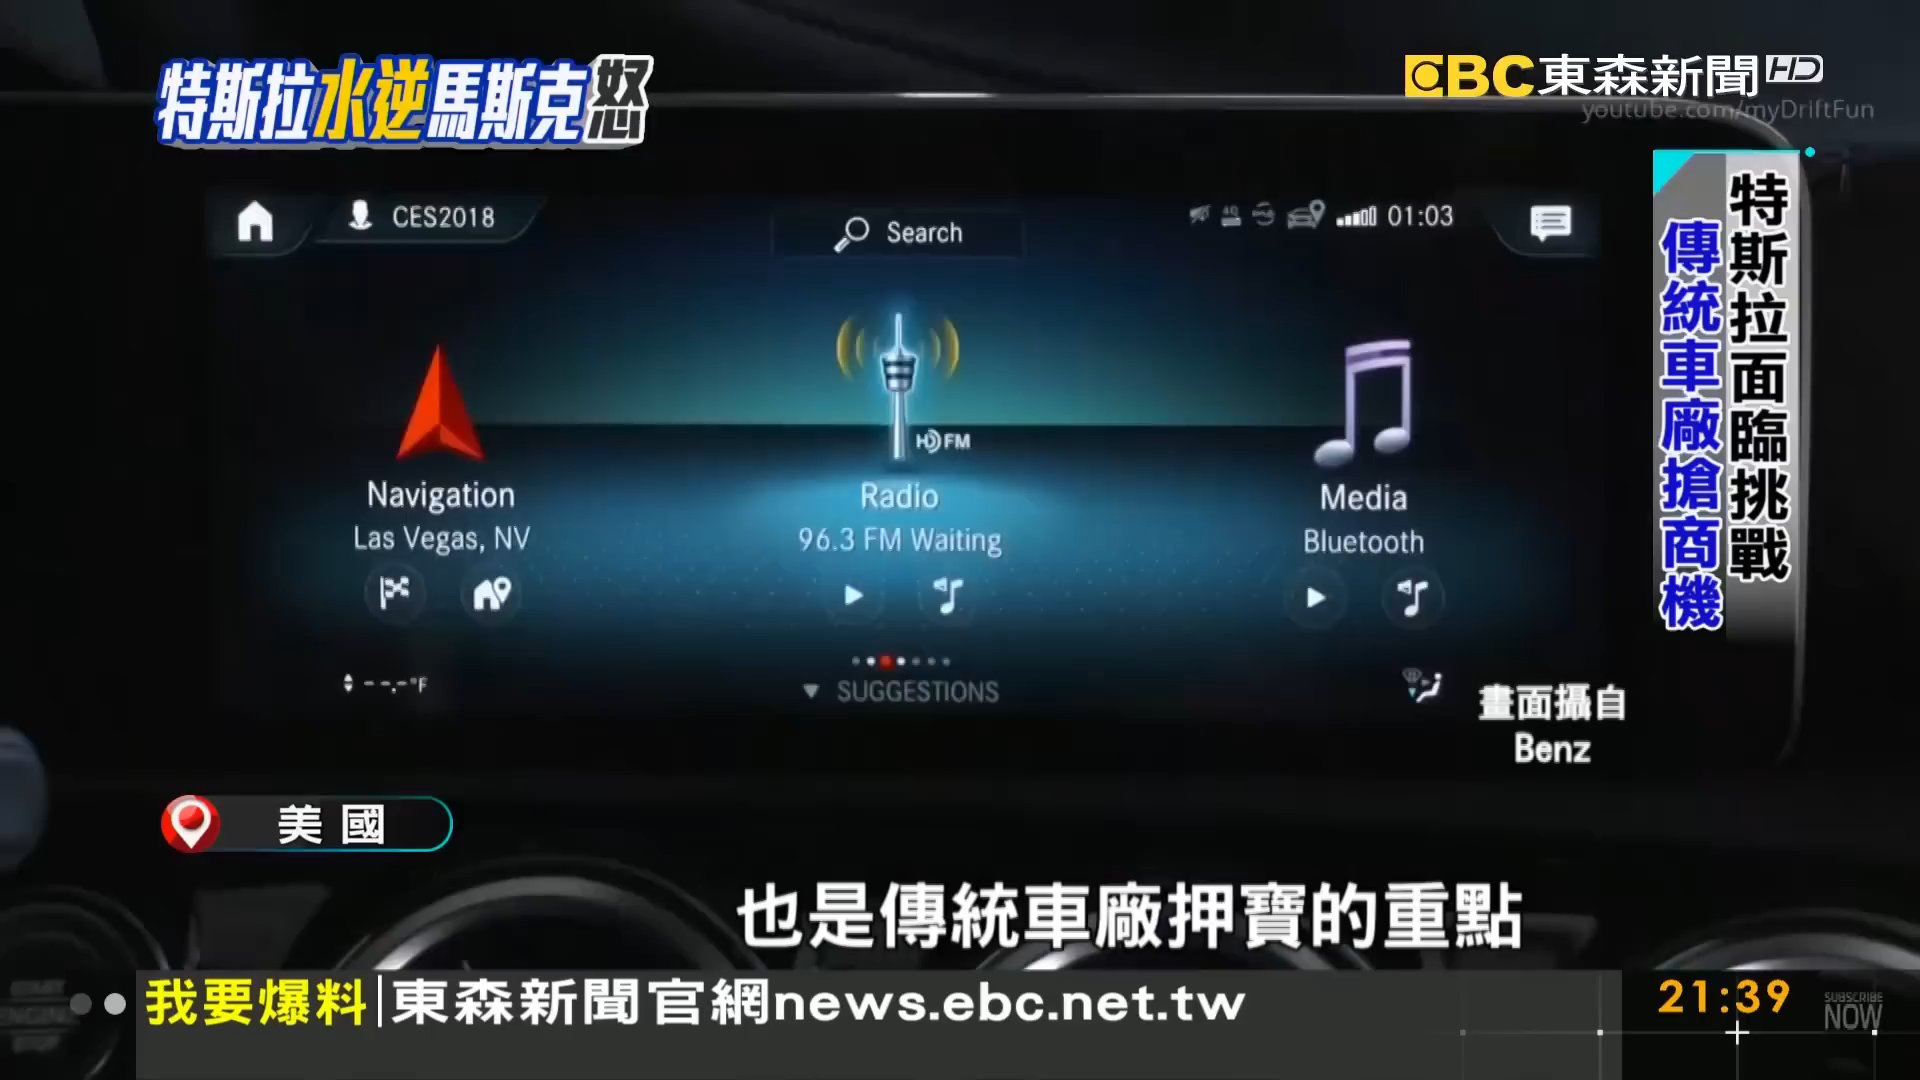 特斯拉水逆馬斯克怒
EBC東森新聞HD
youtube.com/myDriftFun
特斯拉面臨挑戰
傳統車廠搶商機
CES2018
Search
4G
01:03
HD FM
Navigation
Las Vegas, NV
Radio
96.3 FM Waiting
Media
Bluetooth
--.-°F
SUGGESTIONS
畫面攝自
Benz
美國
也是傳統車廠押寶的重點
START
ENGINE
STOP
我要爆料|東森新聞官網news.ebc.net.tw
21:39
SUBSCRIBE
NOW